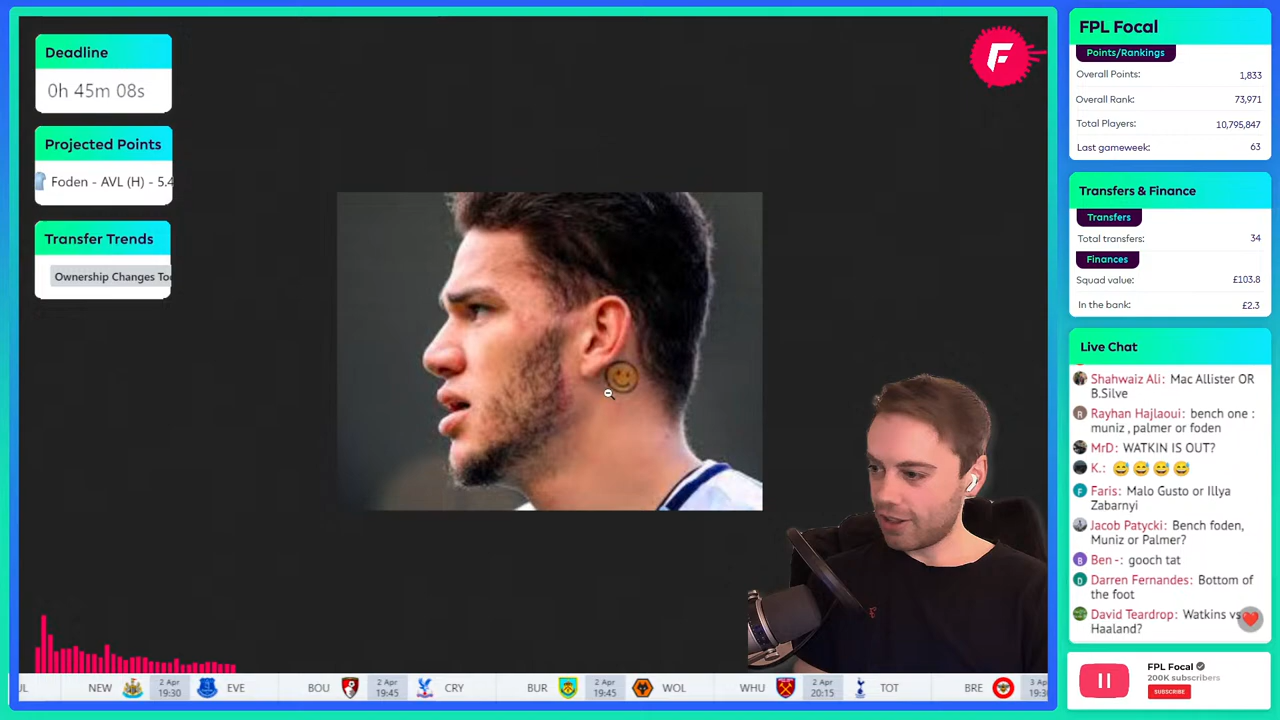 Deadline
0h 45m 08s
Projected Points
Foden - AVL (H) - 5.4
Transfer Trends
Ownership Changes To
F
FPL Focal
Points/Rankings
Overall Points: 1,833
Overall Rank: 73,971
Total Players: 10,795,847
Last gameweek: 63
Transfers & Finance
Transfers
Total transfers: 34
Finances
Squad value: £103.8
In the bank: £2.3
Live Chat
Shahwaiz Ali: Mac Allister OR
B.Silve
R Rayhan Hajlaoui: bench one :
muniz , palmer or foden
MrD: WATKIN IS OUT?
K.:
F Faris: Malo Gusto or Illya
Zabarnyi
Jacob Patycki: Bench foden,
Muniz or Palmer?
B Ben -: gooch tat
D Darren Fernandes: Bottom of
the foot
David Teardrop: Watkins vs
Haaland?
FPL Focal
200K subscribers
SUBSCRIBE
UL NEW 2 Apr 19:30 EVE BOU 2 Apr 19:45 CRY BUR 2 Apr 19:45 WOL WHU 2 Apr 20:15 TOT BRE 3 Apr 19:30